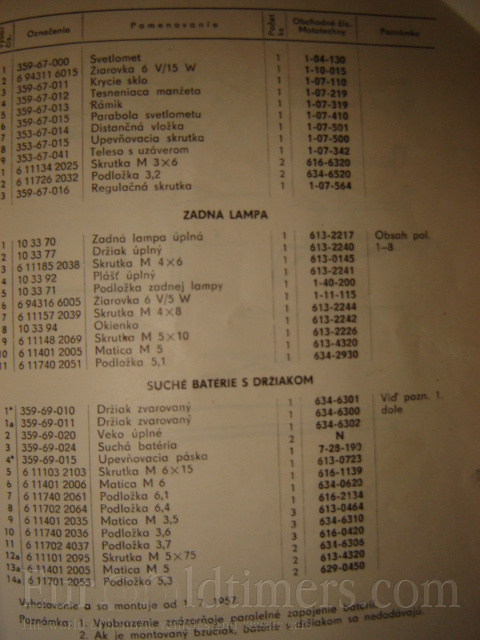 Poz. čís. Označenie Pomenovanie Počet ks Obchodné čís. Mototechny Poznámka
1 359-67-000 Svetlomet 1 1-04-130
2 6 94311 6015 Žiarovka 6 V/15 W 1 1-10-015
3 359-67-011 Krycie sklo 1 1-07-110
4 359-67-012 Tesneniaca manžeta 1 1-07-219
5 359-67-013 Rámik 1 1-07-319
6 359-67-015 Parabola svetlometu 1 1-07-410
7 353-67-014 Distančná vložka 1 1-07-501
8 353-67-015 Upevňovacia skrutka 1 1-07-500
9 353-67-041 Teleso s uzáverom 1 1-07-342
1 6 11134 2025 Skrutka M 3×6 2 616-6320
2 6 11726 2032 Podložka 3,2 2 634-6520
3 359-67-016 Regulačná skrutka 1 1-07-564
ZADNÁ LAMPA
1 10 33 70 Zadná lampa úplná 1 613-2217 Obsah. pol.
2 10 33 77 Držiak úplný 1 613-2240 1–8
3 6 11185 2038 Skrutka M 4×6 1 613-0145
4 10 33 92 Plášť úplný 1 613-2241
5 10 33 71 Podložka zadnej lampy 1 1-40-200
6 6 94316 6005 Žiarovka 6 V/5 W 1 1-11-115
7 6 11157 2039 Skrutka M 4×8 1 613-2244
8 10 33 94 Okienko 1 613-2242
9 6 11148 2069 Skrutka M 5×10 1 613-2226
10 6 11401 2005 Matica M 5 1 613-4320
11 6 11740 2051 Podložka 5,1 1 634-2930
SUCHÉ BATÉRIE S DRŽIAKOM
1* 359-69-010 Držiak zvarovaný 1 634-6301 Viď pozn. 1.
1a 359-69-011 Držiak zvarovaný 1 634-6300 dole
2 359-69-020 Veko úplné 1 634-6302
3 359-69-024 Suchá batéria 2 N
4* 359-69-015 Upevňovacia páska 1 7-28-190
5 6 11103 2103 Skrutka M 6×15 1 613-0723
6 6 11401 2006 Matica M 6 1 616-1139
7 6 11740 2061 Podložka 6,1 1 634-0620
8 6 11702 2064 Podložka 6,4 1 616-2134
9 6 11401 2035 Matica M 3,5 3 613-0464
10 6 11740 2036 Podložka 3,6 3 634-6310
11 6 11702 4037 Podložka 3,7 3 616-0420
12a 6 11101 2095 Skrutka M 5×75 2 634-6306
13a 6 11401 2005 Matica M 5 2 613-4320
14a 6 11701 2053 Podložka 5,3 2 629-0450
Vyhotovenie a sa montuje od 1. 7. 1957.
Poznámka: 1. Vyobrazenie znázorňuje paralelné zapojenie batérií.
2. Ak je montovaný bzučiak, batérie s držiakom se nedodávajú.